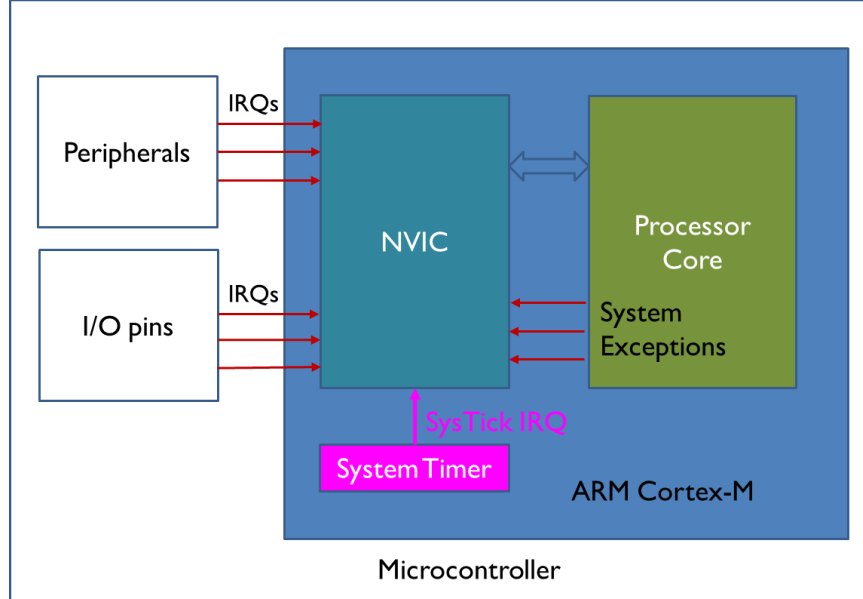 IRQs
Peripherals
NVIC
Processor
Core
IRQs
I/O pins
System
Exceptions
SysTick IRQ
System Timer
ARM Cortex-M
Microcontroller